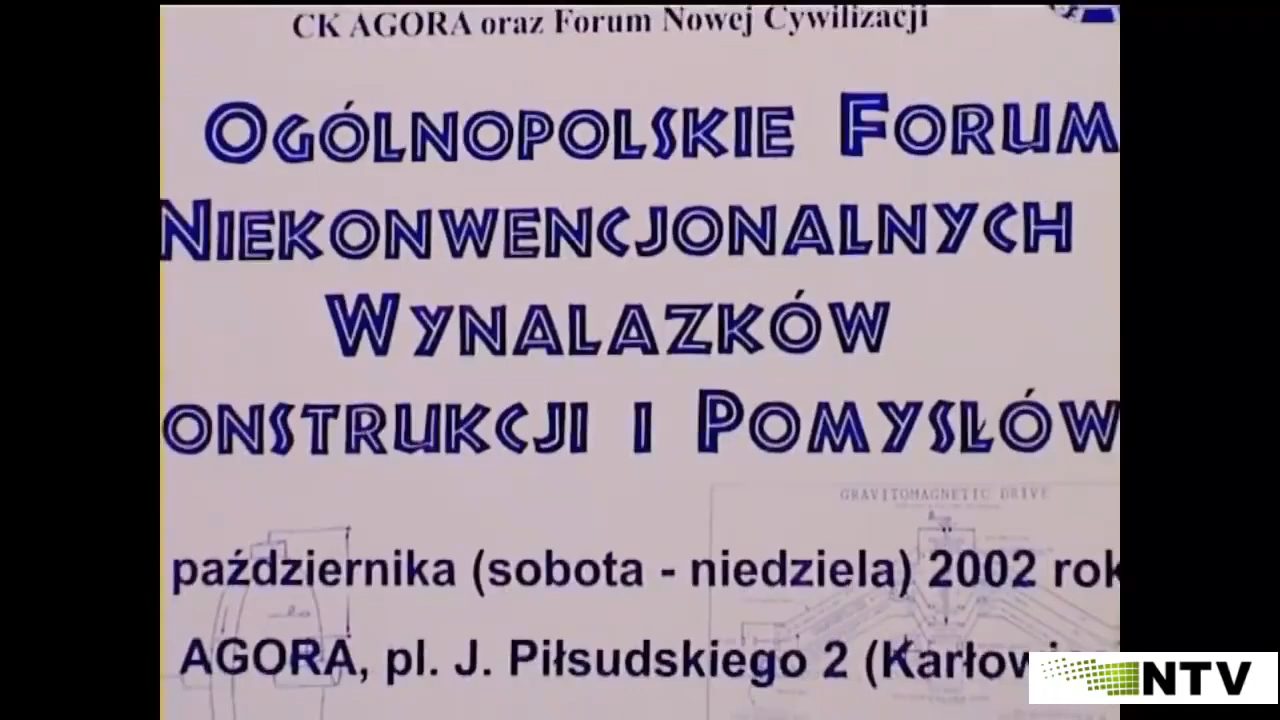 CK AGORA oraz Forum Nowej Cywilizacji
OGÓLNOPOLSKIE FORUM
NIEKONWENCJONALNYCH
WYNALAZKÓW
ONSTRUKCJI I POMYSŁÓW
GRAVITOMAGNETIC DRIVE
października (sobota - niedziela) 2002 rok
AGORA, pl. J. Piłsudskiego 2
NTV